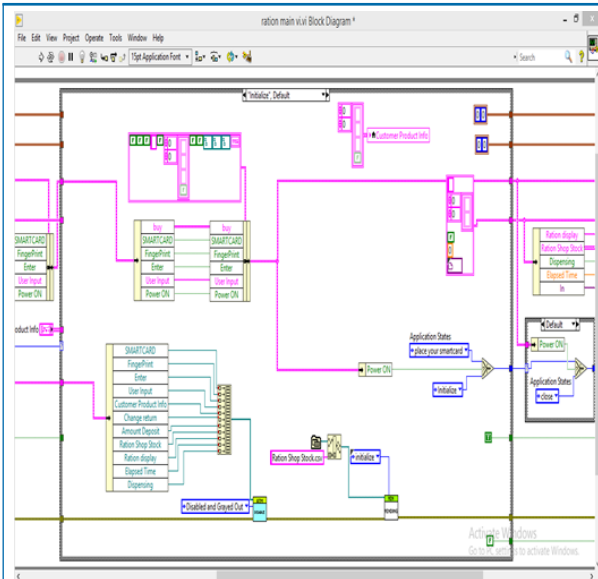 ration main vi.vi Block Diagram *
File Edit View Project Operate Tools Window Help
15pt Application Font
Search
"Initialize", Default
Customer Product Info
SMARTCARD
FingerPrint
Enter
User Input
Power ON
buy
SMARTCARD
FingerPrint
Enter
User Input
Power ON
SMARTCARD
FingerPrint
Enter
User Input
Power ON
Ration display
Ration Shop Stock
Dispensing
Elapsed Time
In
oduct Info
Application States
place your smartcard
Power ON
Initialize
Default
Power ON
Application States
close
SMARTCARD
FingerPrint
Enter
User Input
Customer Product Info
Change return
Amount Deposit
Ration Shop Stock
Ration display
Elapsed Time
Dispensing
Ration Shop Stock.csv
initialize
Disabled and Grayed Out
Activate Windows
Go to PC settings to activate Windows.